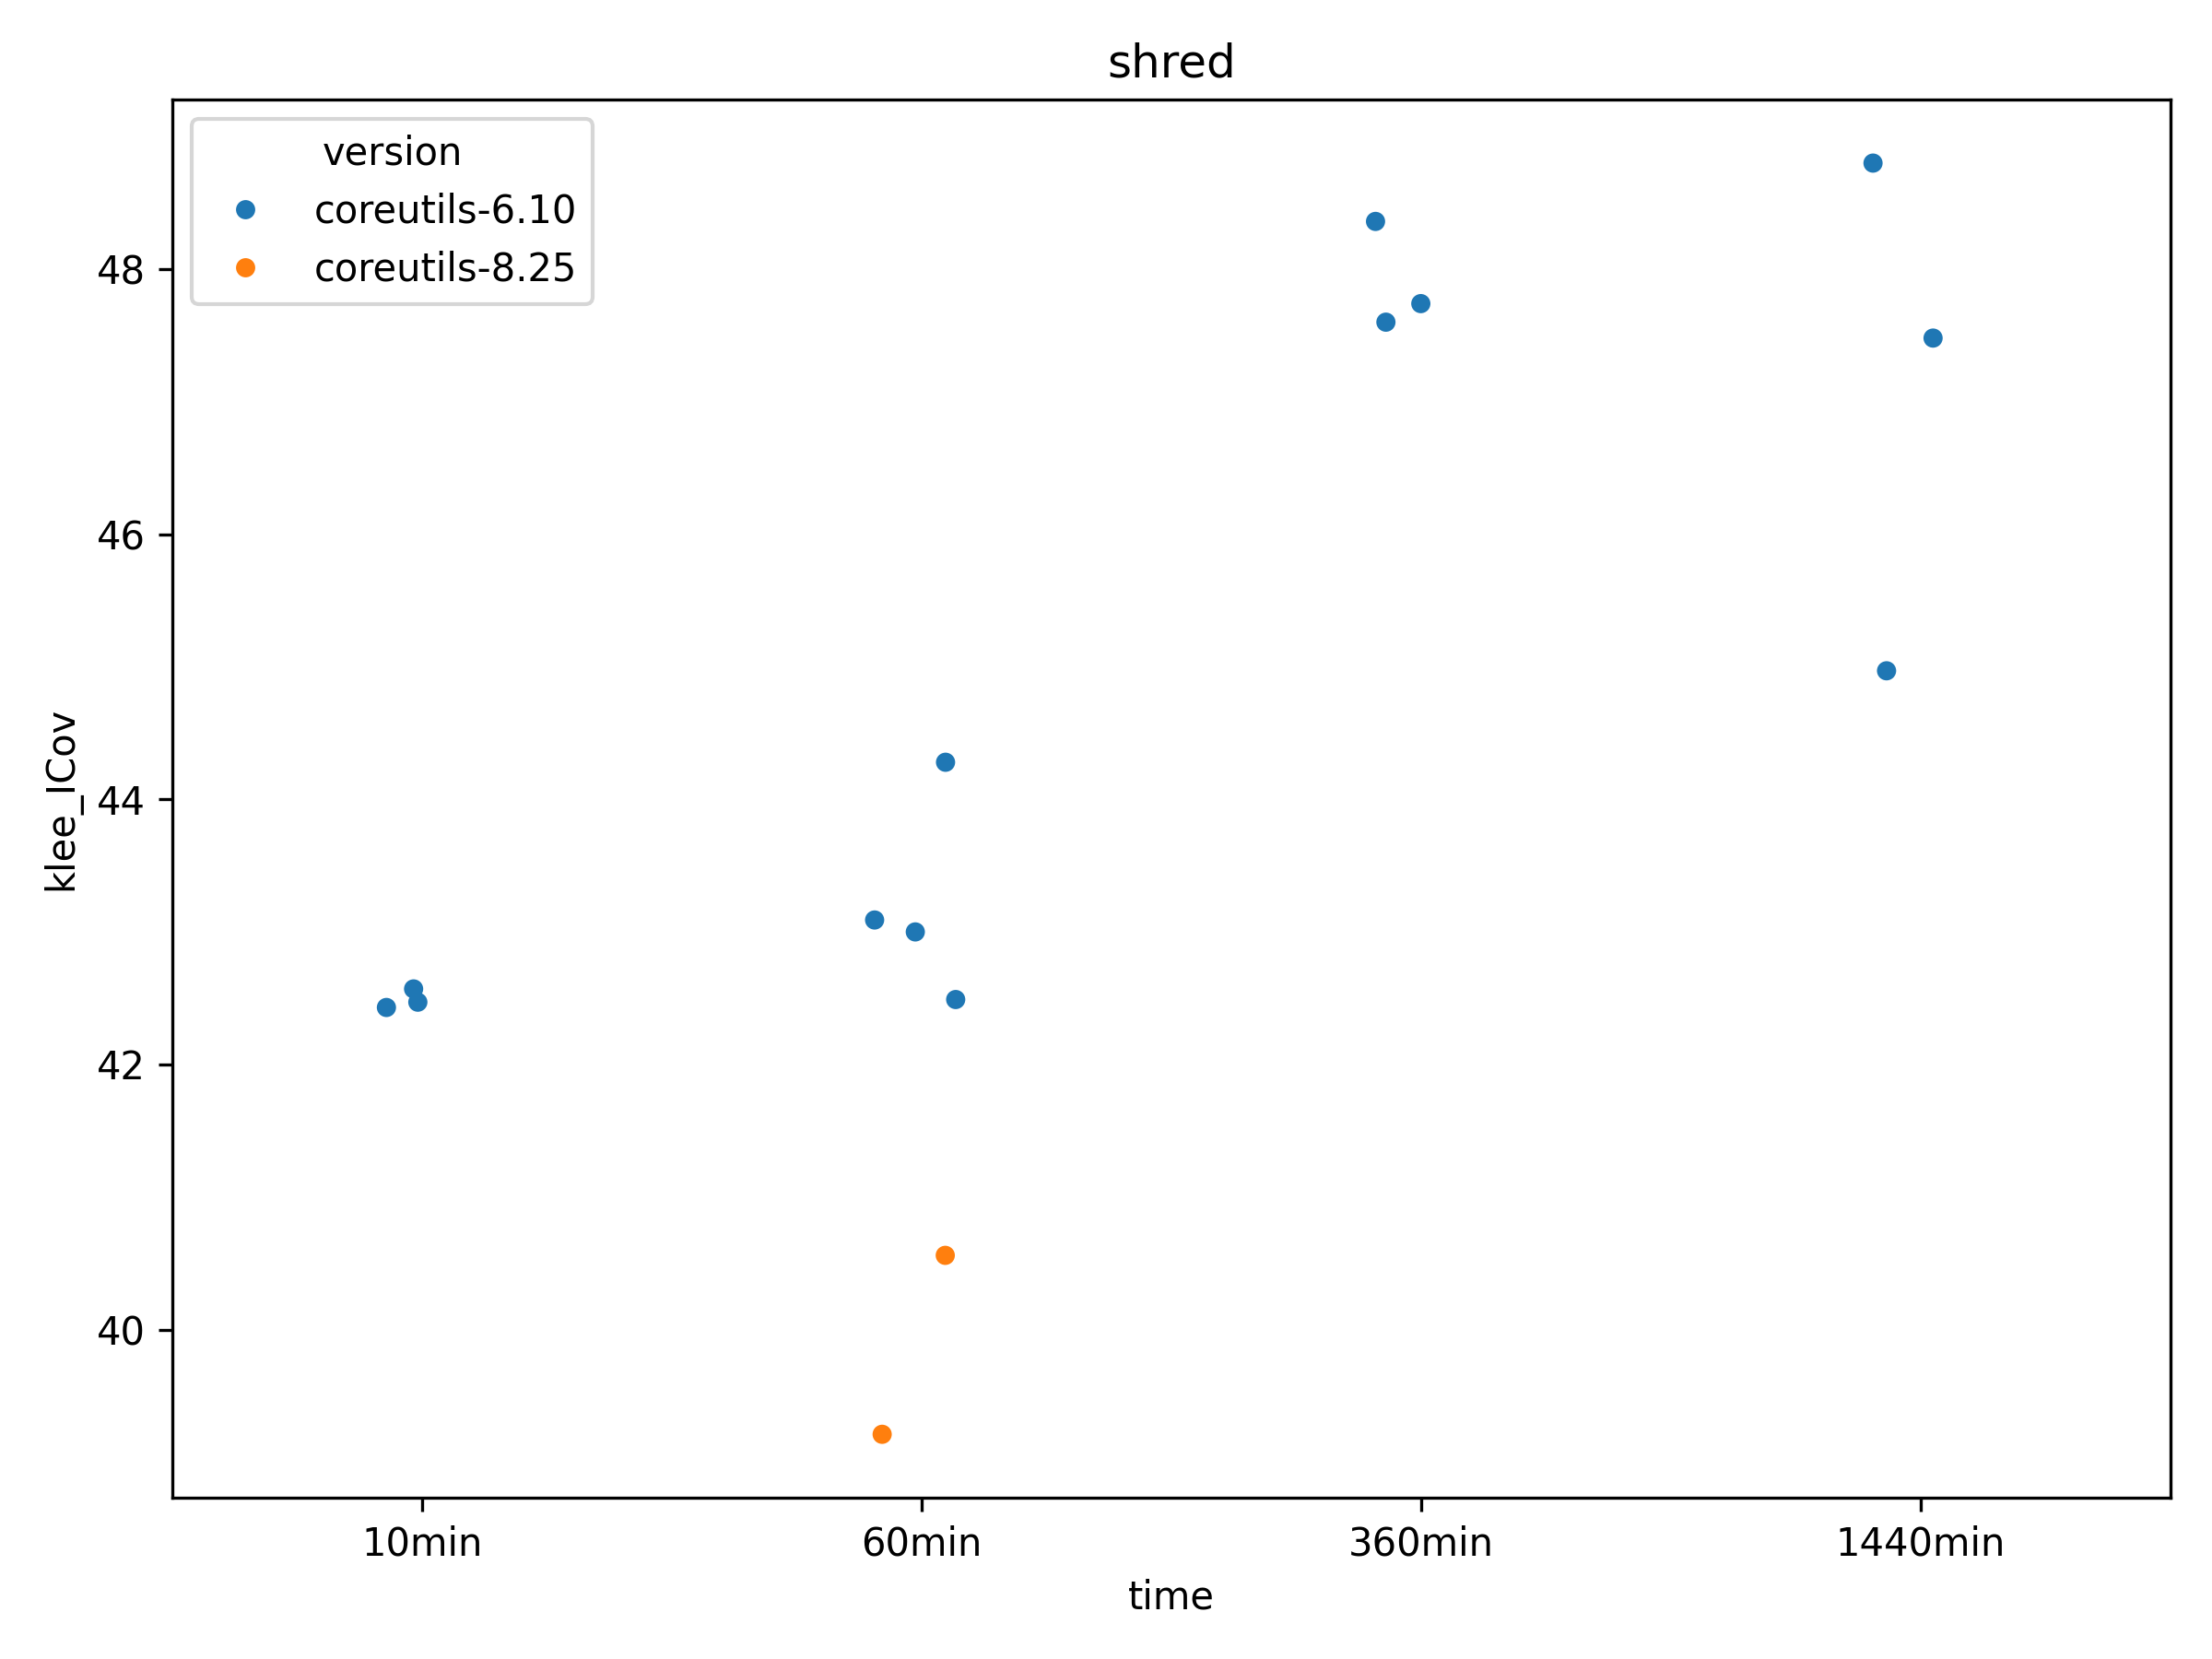 shred
version
coreutils-6.10
coreutils-8.25
48
46
44
42
40
klee_ICov
10min
60min
360min
1440min
time